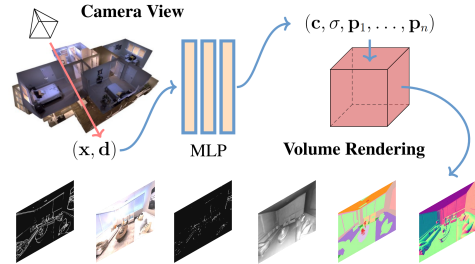 Camera View
(c, σ, p₁, . . . , pₙ)
(x, d)
MLP
Volume Rendering